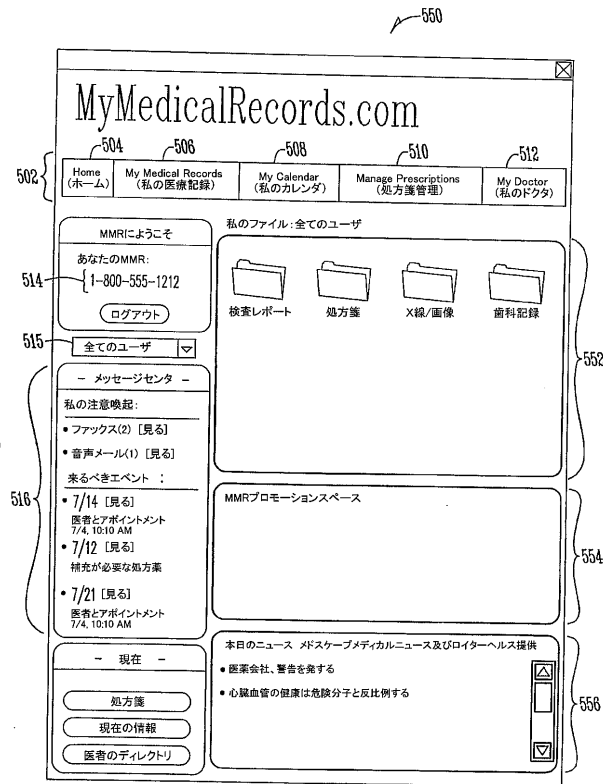 550
MyMedicalRecords.com
504
506
508
510
512
502
Home
(ホーム)
My Medical Records
(私の医療記録)
My Calendar
(私のカレンダ)
Manage Prescriptions
(処方箋管理)
My Doctor
(私のドクタ)
MMRにようこそ
あなたのMMR:
514
1-800-555-1212
ログアウト
515
全てのユーザ
516
- メッセージセンタ -
私の注意喚起:
• ファックス(2) [見る]
• 音声メール(1) [見る]
来るべきエベント :
• 7/14 [見る]
医者とアポイントメント
7/4, 10:10 AM
• 7/12 [見る]
補充が必要な処方薬
• 7/21 [見る]
医者とアポイントメント
7/4, 10:10 AM
- 現在 -
処方箋
現在の情報
医者のディレクトリ
私のファイル:全てのユーザ
検査レポート
処方箋
X線/画像
歯科記録
552
MMRプロモーションスペース
554
本日のニュース メドスケープメディカルニュース及びロイターヘルス提供
• 医薬会社、警告を発する
• 心臓血管の健康は危険分子と反比例する
556